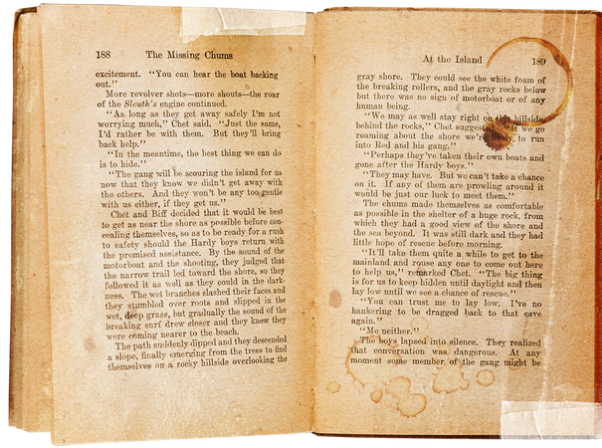 188 The Missing Chums
excitement. "You can hear the boat backing
out."
More revolver shots—more shouts—the roar
of the Sleuth's engine continued.
"As long as they get away safely I'm not
worrying much," Chet said. "Just the same,
I'd rather be with them. But they'll bring
back help."
"In the meantime, the best thing we can do
is to hide."
"The gang will be scouring the island for us
now that they know we didn't get away with
the others. And they won't be any too gentle
with us either, if they get us."
Chet and Biff decided that it would be best
to get as near the shore as possible before con-
cealing themselves, so as to be ready for a rush
to safety should the Hardy boys return with
the promised assistance. By the sound of the
motorboat and the shooting, they judged that
the narrow trail led toward the shore, so they
followed it as well as they could in the dark-
ness. The wet branches slashed their faces and
they stumbled over roots and slipped in the
wet, deep grass, but gradually the sound of the
breaking surf drew closer and they knew they
were coming nearer to the beach.
The path suddenly dipped and they descended
a slope, finally emerging from the trees to find
themselves on a rocky hillside overlooking the
At the Island 189
gray shore. They could see the white foam of
the breaking rollers, and the gray rocks below
but there was no sign of motorboat or of any
human being.
"We may as well stay right on this hillside
behind the rocks," Chet suggested. "If we go
roaming about the shore we're likely to run
into Red and his gang."
"Perhaps they've taken their own boats and
gone after the Hardy boys."
"They may have. But we can't take a chance
on it. If any of them are prowling around it
would be just our luck to meet them."
The chums made themselves as comfortable
as possible in the shelter of a huge rock, from
which they had a good view of the shore and
the sea beyond. It was still dark and they had
little hope of rescue before morning.
"It'll take them quite a while to get to the
mainland and rouse any one to come out here
to help us," remarked Chet. "The big thing
is for us to keep hidden until daylight and then
lay low until we see a chance of rescue."
"You can trust me to lay low. I've no
hankering to be dragged back to that cave
again."
"Me neither."
The boys lapsed into silence. They realized
that conversation was dangerous. At any
moment some member of the gang might be